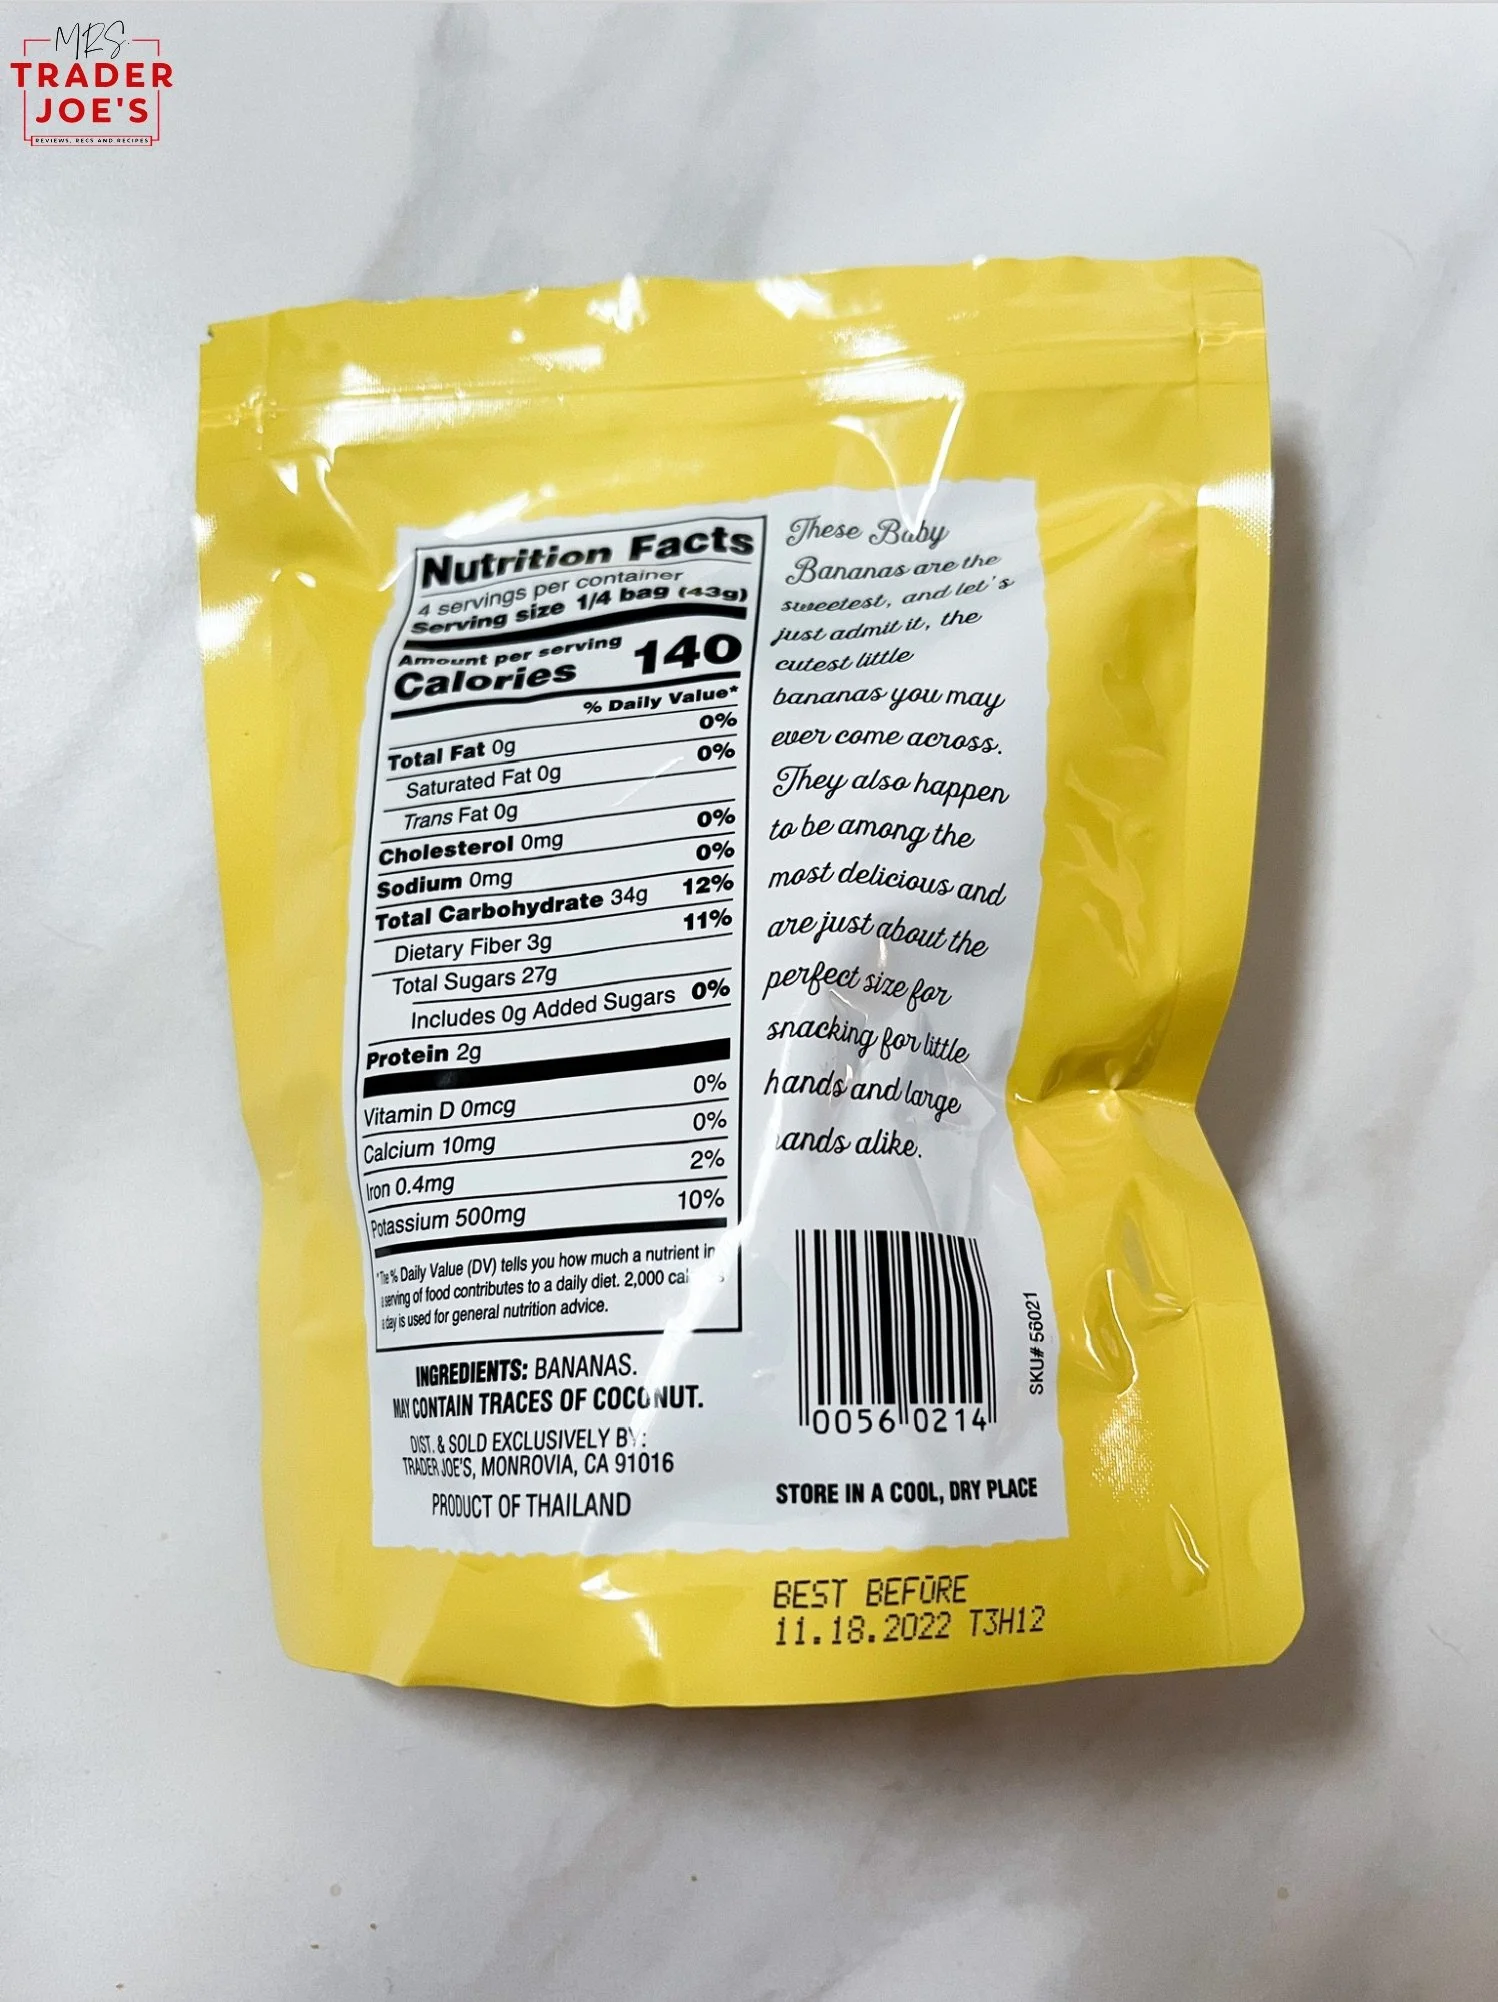 MRS.
TRADER
JOE'S
REVIEWS, RECS AND RECIPES
Nutrition Facts
4 servings per container
Serving size 1/4 bag (43g)
Amount per serving
Calories 140
% Daily Value*
Total Fat 0g 0%
Saturated Fat 0g 0%
Trans Fat 0g
Cholesterol 0mg 0%
Sodium 0mg 0%
Total Carbohydrate 34g 12%
Dietary Fiber 3g 11%
Total Sugars 27g
Includes 0g Added Sugars 0%
Protein 2g
Vitamin D 0mcg 0%
Calcium 10mg 0%
Iron 0.4mg 2%
Potassium 500mg 10%
*The % Daily Value (DV) tells you how much a nutrient in
a serving of food contributes to a daily diet. 2,000
a day is used for general nutrition advice.
INGREDIENTS: BANANAS.
MAY CONTAIN TRACES OF COCONUT.
DIST. & SOLD EXCLUSIVELY BY:
TRADER JOE'S, MONROVIA, CA 91016
PRODUCT OF THAILAND
These Baby
Bananas are the
sweetest, and let's
just admit it, the
cutest little
bananas you may
ever come across.
They also happen
to be among the
most delicious and
are just about the
perfect size for
snacking for little
hands and large
ands alike.
0056 0214
SKU# 56021
STORE IN A COOL, DRY PLACE
BEST BEFORE
11.18.2022 T3H12